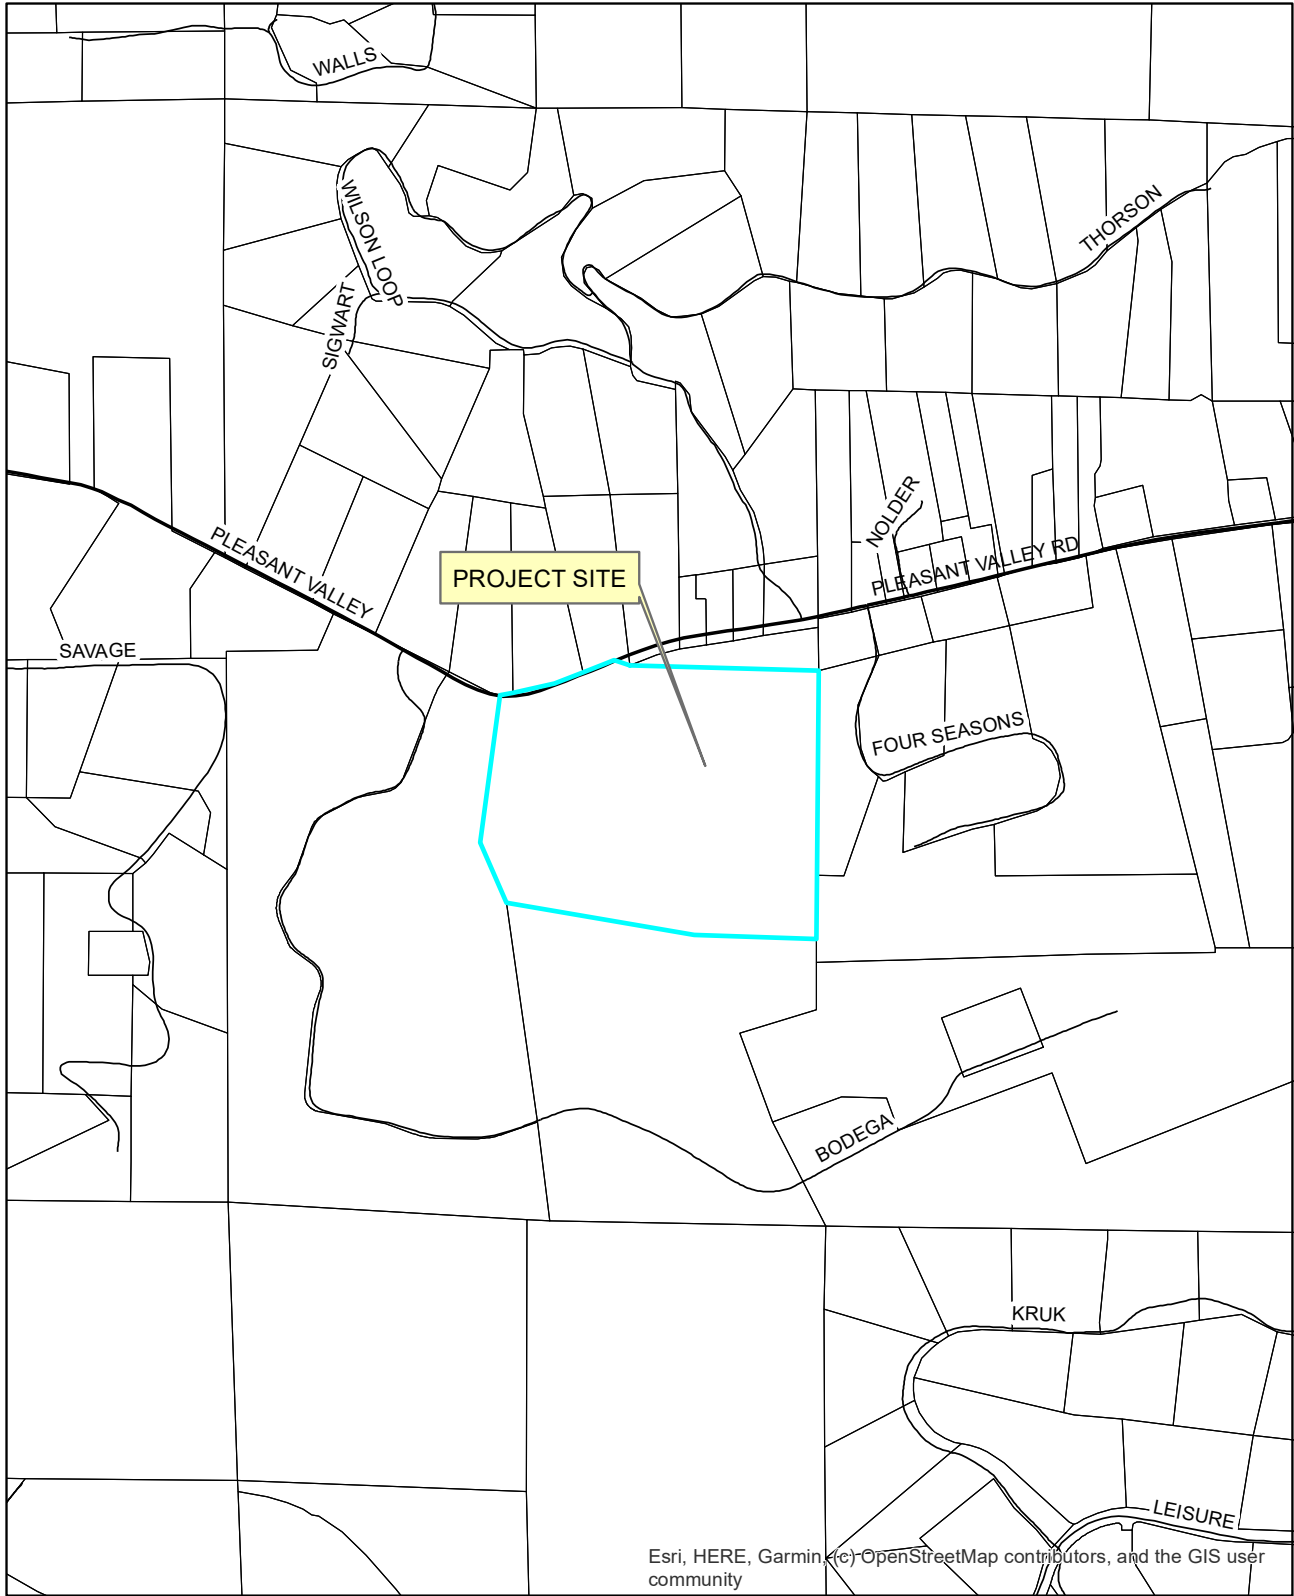 WALLS
WILSON LOOP
THORSON
SIGWART
NOLDER
PLEASANT VALLEY
PROJECT SITE
PLEASANT VALLEY RD
SAVAGE
FOUR SEASONS
BODEGA
KRUK
LEISURE
Esri, HERE, Garmin, (c) OpenStreetMap contributors, and the GIS user
community